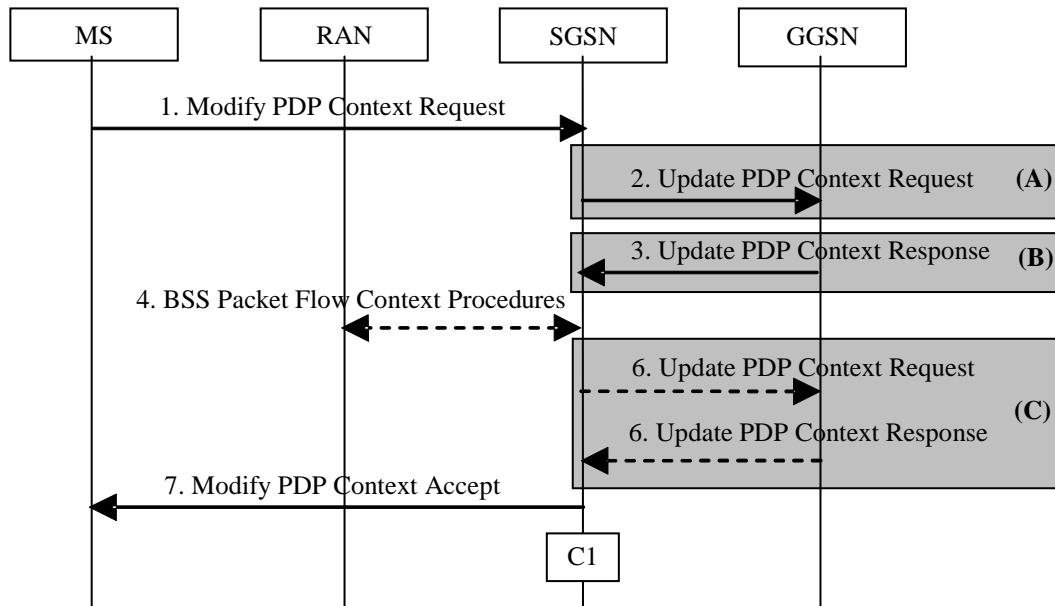 MS RAN SGSN GGSN
1. Modify PDP Context Request
2. Update PDP Context Request (A)
3. Update PDP Context Response (B)
4. BSS Packet Flow Context Procedures
6. Update PDP Context Request
(C)
6. Update PDP Context Response
7. Modify PDP Context Accept
C1